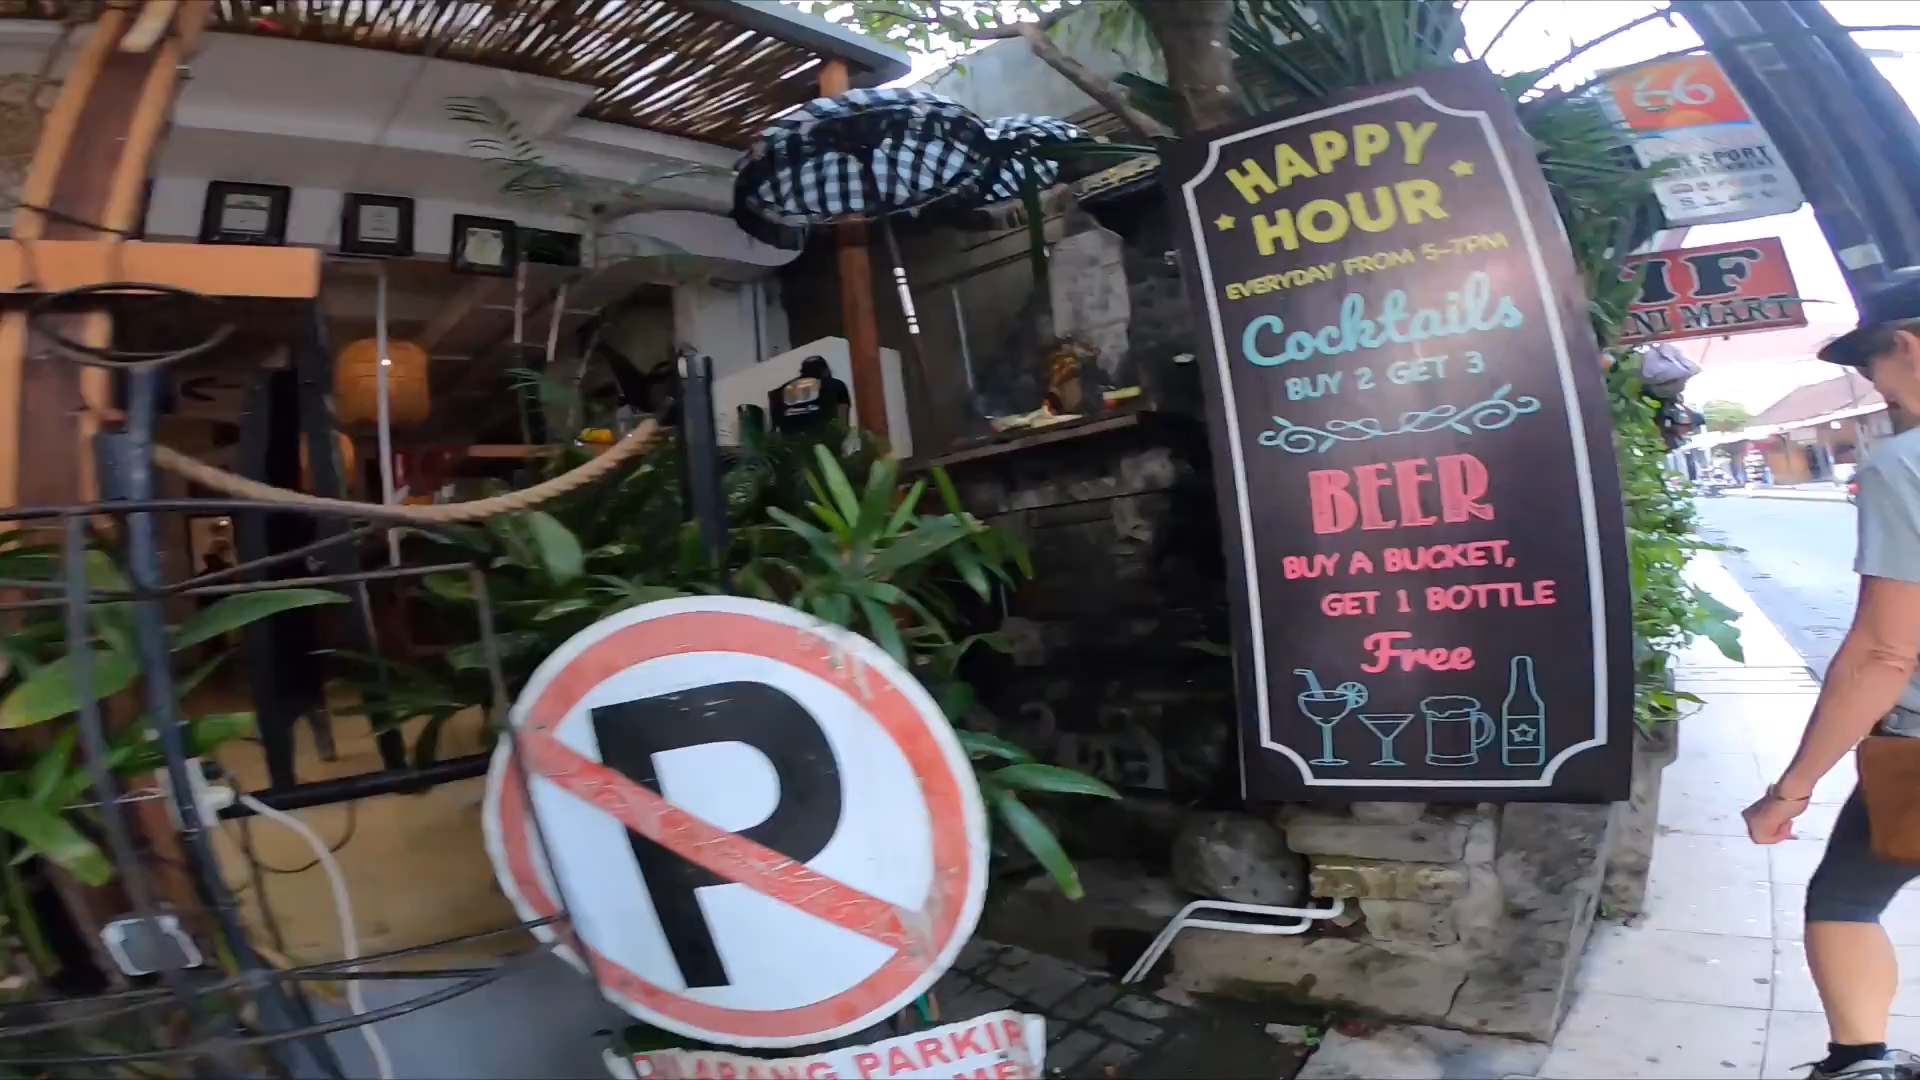 HAPPY
HOUR
EVERYDAY FROM 5-7PM
Cocktails
BUY 2 GET 3
BEER
BUY A BUCKET,
GET 1 BOTTLE
Free
P
DILARANG PARKIR
66
MART